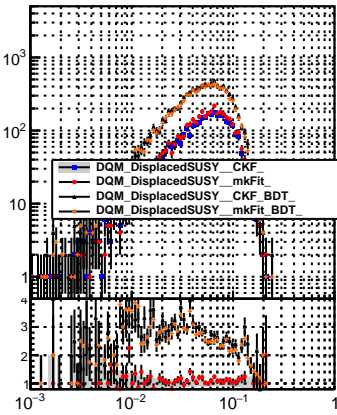 10³
10²
10
1
DQM_DisplacedSUSY__CKF_
DQM_DisplacedSUSY__mkFit_
DQM_DisplacedSUSY__CKF_BDT_
DQM_DisplacedSUSY__mkFit_BDT_
4
3
2
1
10⁻³ 10⁻² 10⁻¹ 1